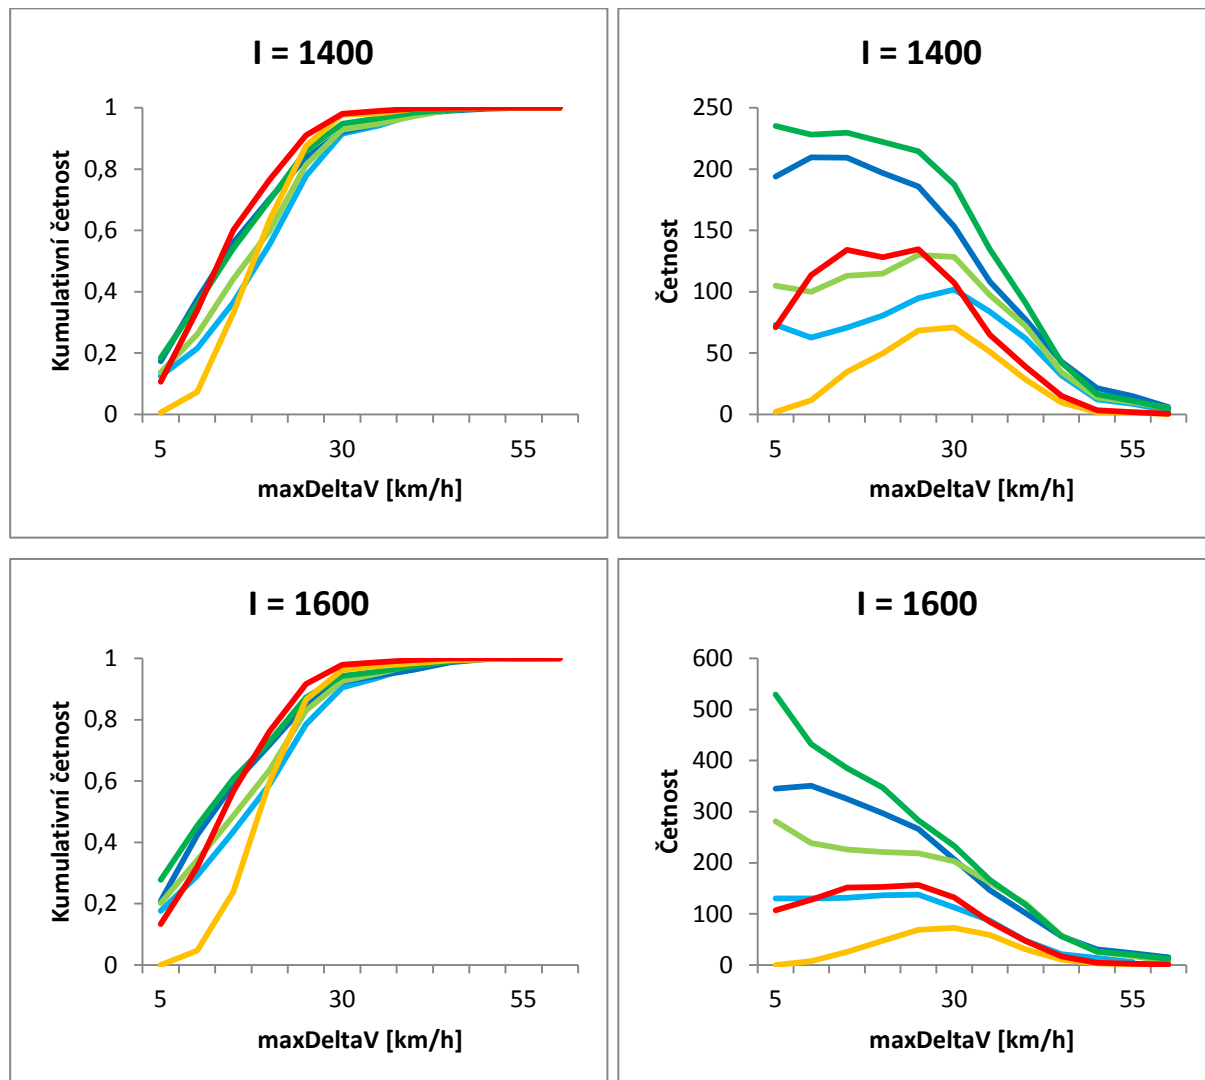 I = 1400
1
0,8
0,6
0,4
0,2
0
Kumulativní četnost
5 30 55
maxDeltaV [km/h]
I = 1400
250
200
150
100
50
0
Četnost
5 30 55
maxDeltaV [km/h]
I = 1600
1
0,8
0,6
0,4
0,2
0
Kumulativní četnost
5 30 55
maxDeltaV [km/h]
I = 1600
600
500
400
300
200
100
0
Četnost
5 30 55
maxDeltaV [km/h]